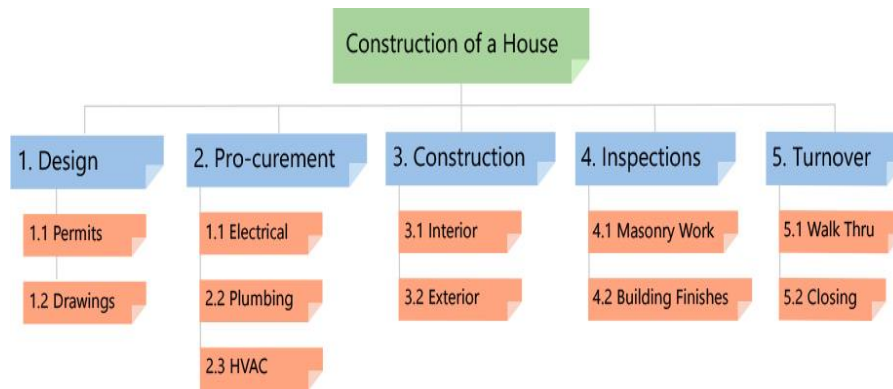 Construction of a House
1. Design
2. Pro-curement
3. Construction
4. Inspections
5. Turnover
1.1 Permits
1.1 Electrical
3.1 Interior
4.1 Masonry Work
5.1 Walk Thru
1.2 Drawings
2.2 Plumbing
3.2 Exterior
4.2 Building Finishes
5.2 Closing
2.3 HVAC